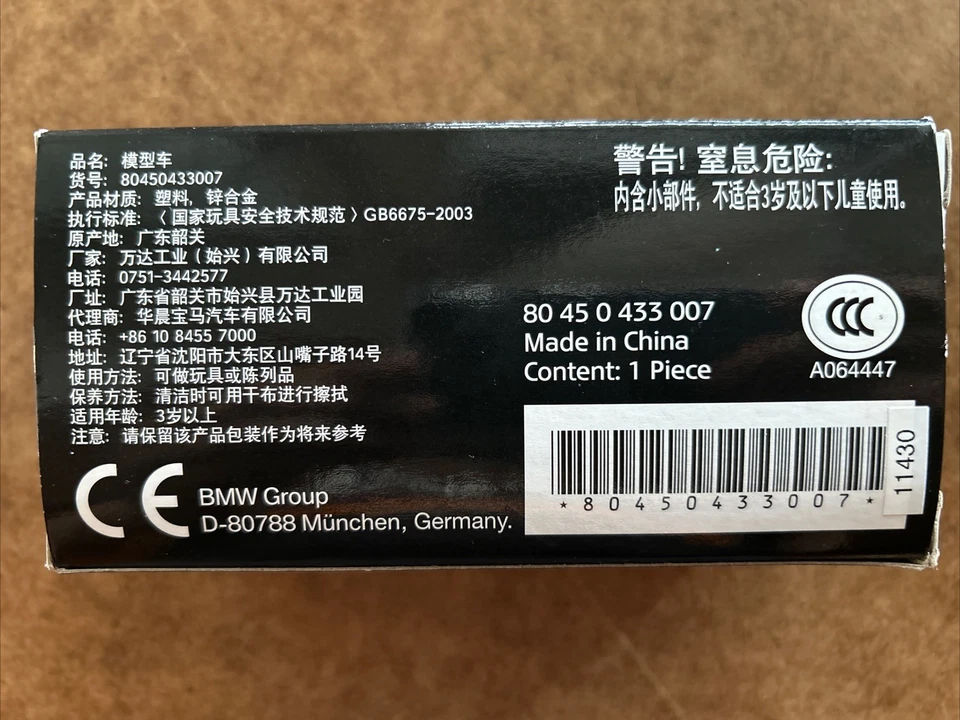 品名: 模型车
货号: 80450433007
产品材质: 塑料, 锌合金
执行标准:〈国家玩具安全技术规范〉GB6675-2003
原产地: 广东韶关
厂家: 万达工业(始兴)有限公司
电话: 0751-3442577
厂址: 广东省韶关市始兴县万达工业园
代理商: 华晨宝马汽车有限公司
电话: +86 10 8455 7000
地址: 辽宁省沈阳市大东区山嘴子路14号
使用方法: 可做玩具或陈列品
保养方法: 清洁时可用干布进行擦拭
适用年龄: 3岁以上
注意: 请保留该产品包装作为将来参考
CE
BMW Group
D-80788 München, Germany.
警告! 窒息危险:
内含小部件, 不适合3岁及以下儿童使用。
80 45 0 433 007
Made in China
Content: 1 Piece
CCC
A064447
*80450433007*
11430